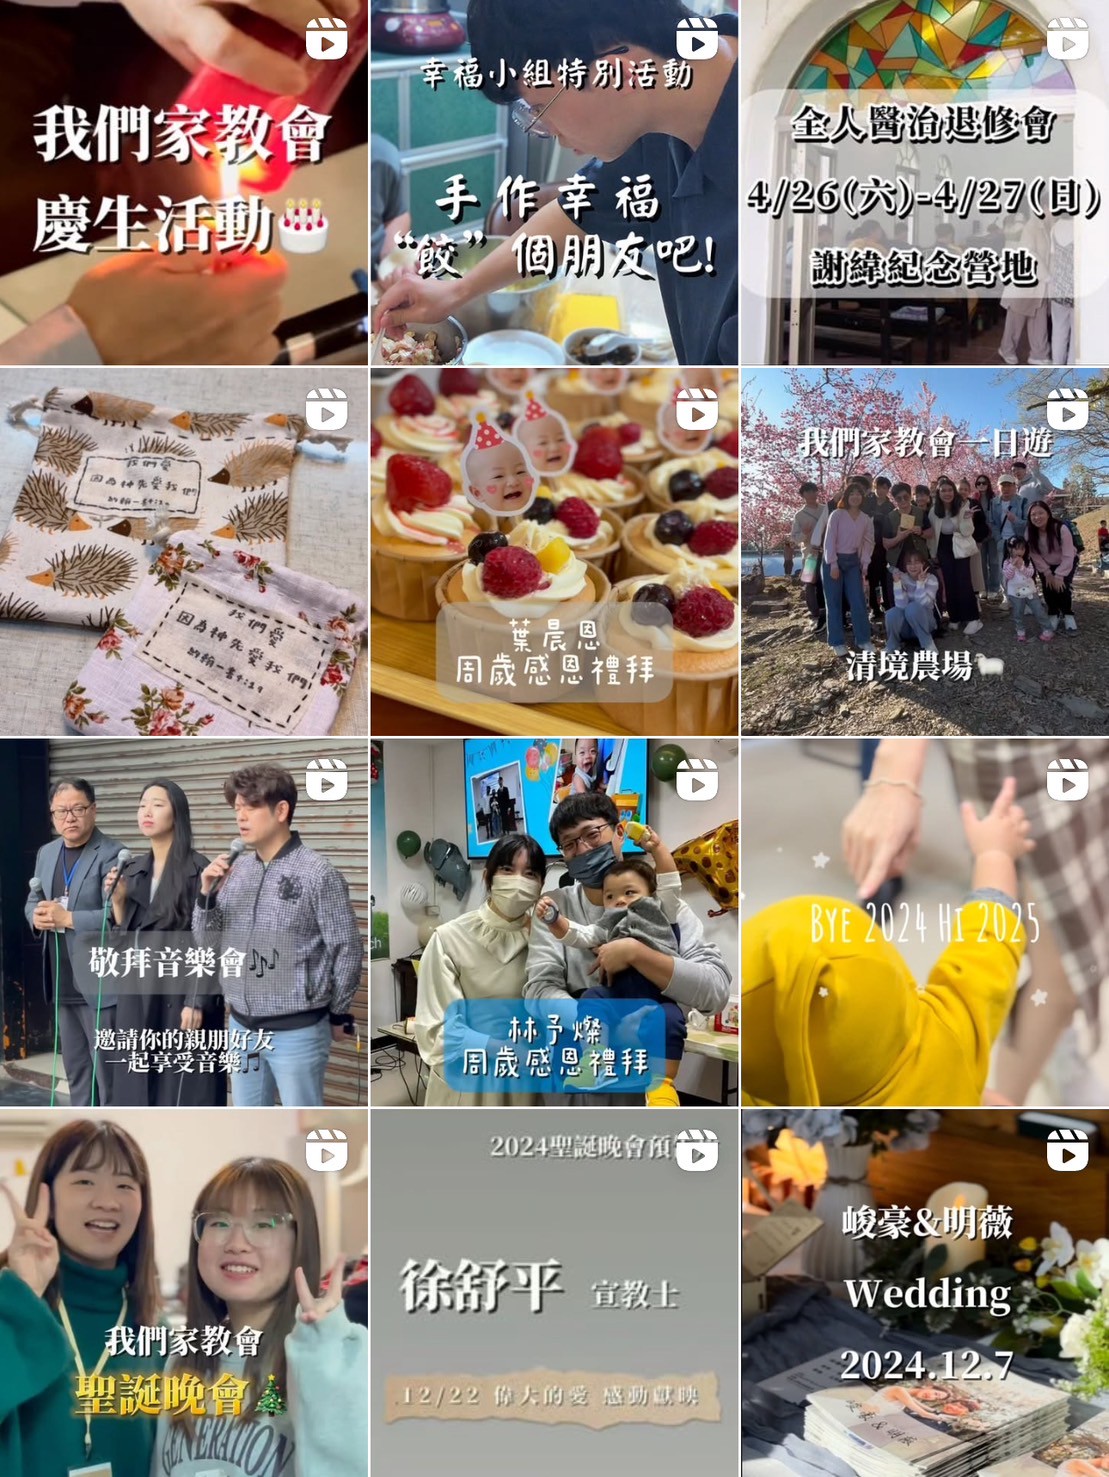 我們家教會
慶生活動🎂
幸福小組特別活動
手作幸福
“餃”個朋友吧!
全人醫治退修會
4/26(六)-4/27(日)
謝緯紀念營地
我們愛
因為神先愛我們
約翰一書4:19
我們愛
因為神先愛我們!
約翰一書4:19
葉晨恩
周歲感恩禮拜
我們家教會一日遊
清境農場🐑
敬拜音樂會🎶
邀請你的親朋好友
一起享受音樂🎵
林予燦
周歲感恩禮拜
BYE 2024 HI 2025
我們家教會
聖誕晚會🎄
GENERATION
2024聖誕晚會預
徐舒平 宣教士
12/22 偉大的愛 感動獻映
峻豪&明薇
Wedding
2024.12.7
峻豪&明薇